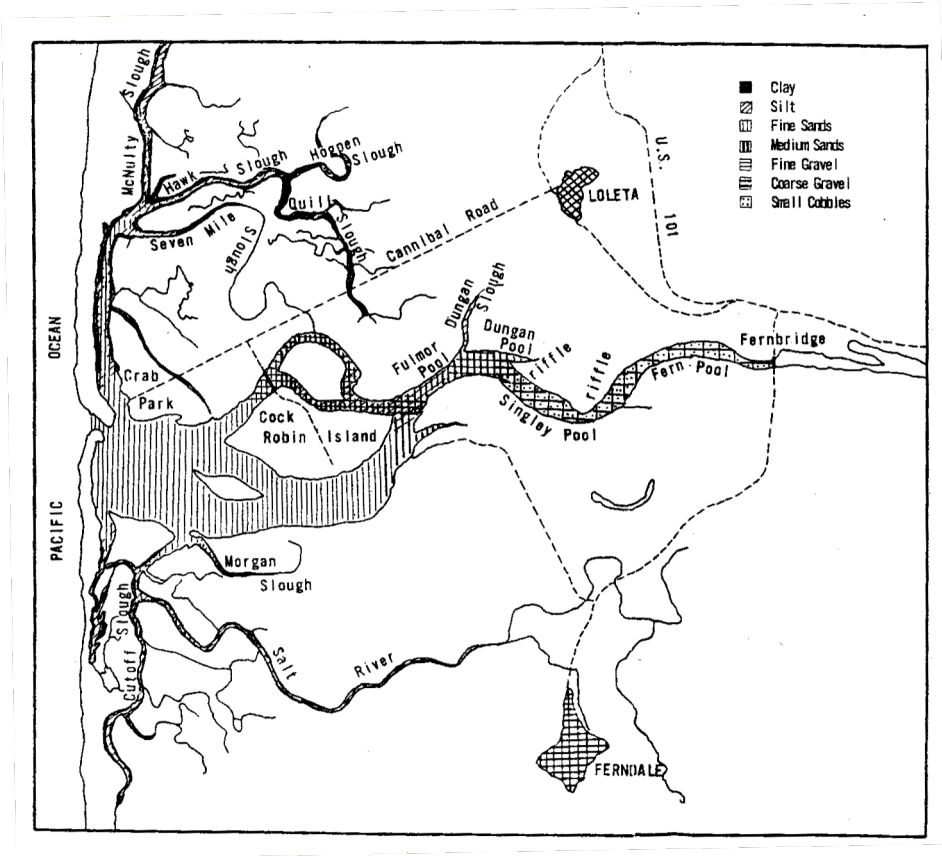 Slough
McNulty
Clay
Silt
Fine Sands
Medium Sands
Fine Gravel
Coarse Gravel
Small Cobbles
Hawk Slough
Hogpen
Slough
Quill
Slough
Seven Mile
Slough
Cannibal Road
LOLETA
U.S. 101
OCEAN
PACIFIC
Dungan
Slough
Dungan
Pool
riffle
riffle
Fulmor
Pool
Fernbridge
Fern Pool
Singley Pool
Crab
Park
Cock
Robin Island
Morgan
Slough
Cutoff Slough
Salt
River
FERNDALE